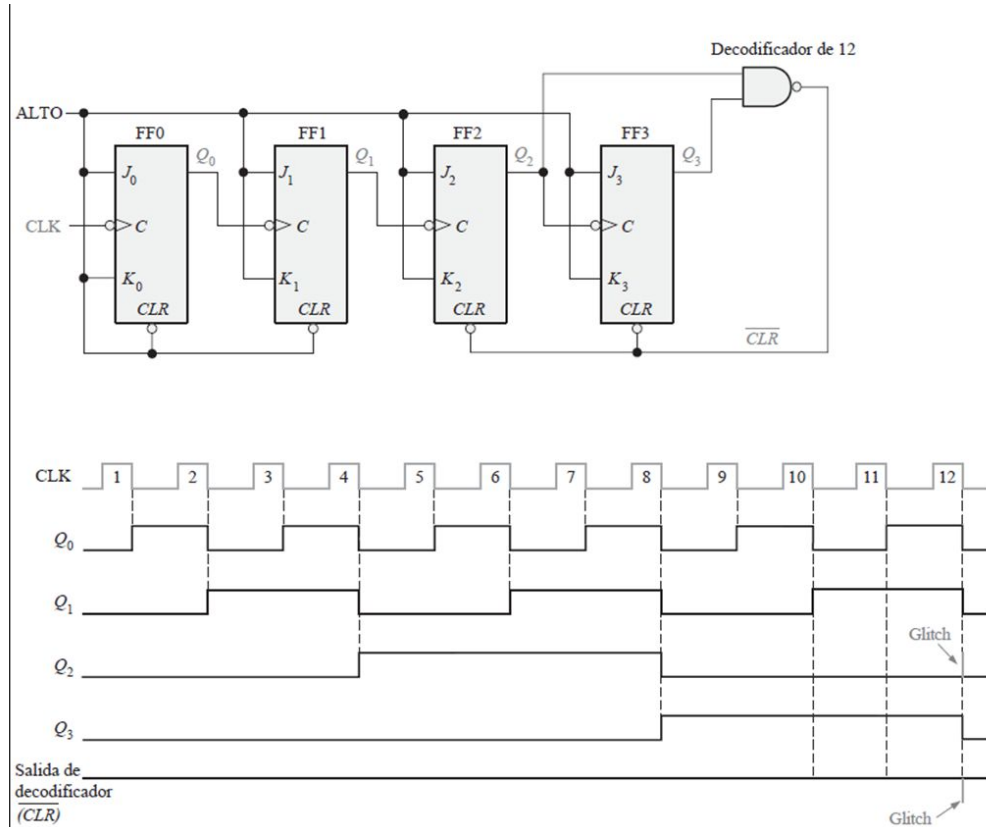 Decodificador de 12
ALTO
FF0 FF1 FF2 FF3
Q0 Q1 Q2 Q3
J0 J1 J2 J3
CLK C C C C
K0 K1 K2 K3
CLR CLR CLR CLR
C̅L̅R̅
CLK 1 2 3 4 5 6 7 8 9 10 11 12
Q0
Q1
Glitch
Q2
Q3
Salida de
decodificador
(C̅L̅R̅)
Glitch